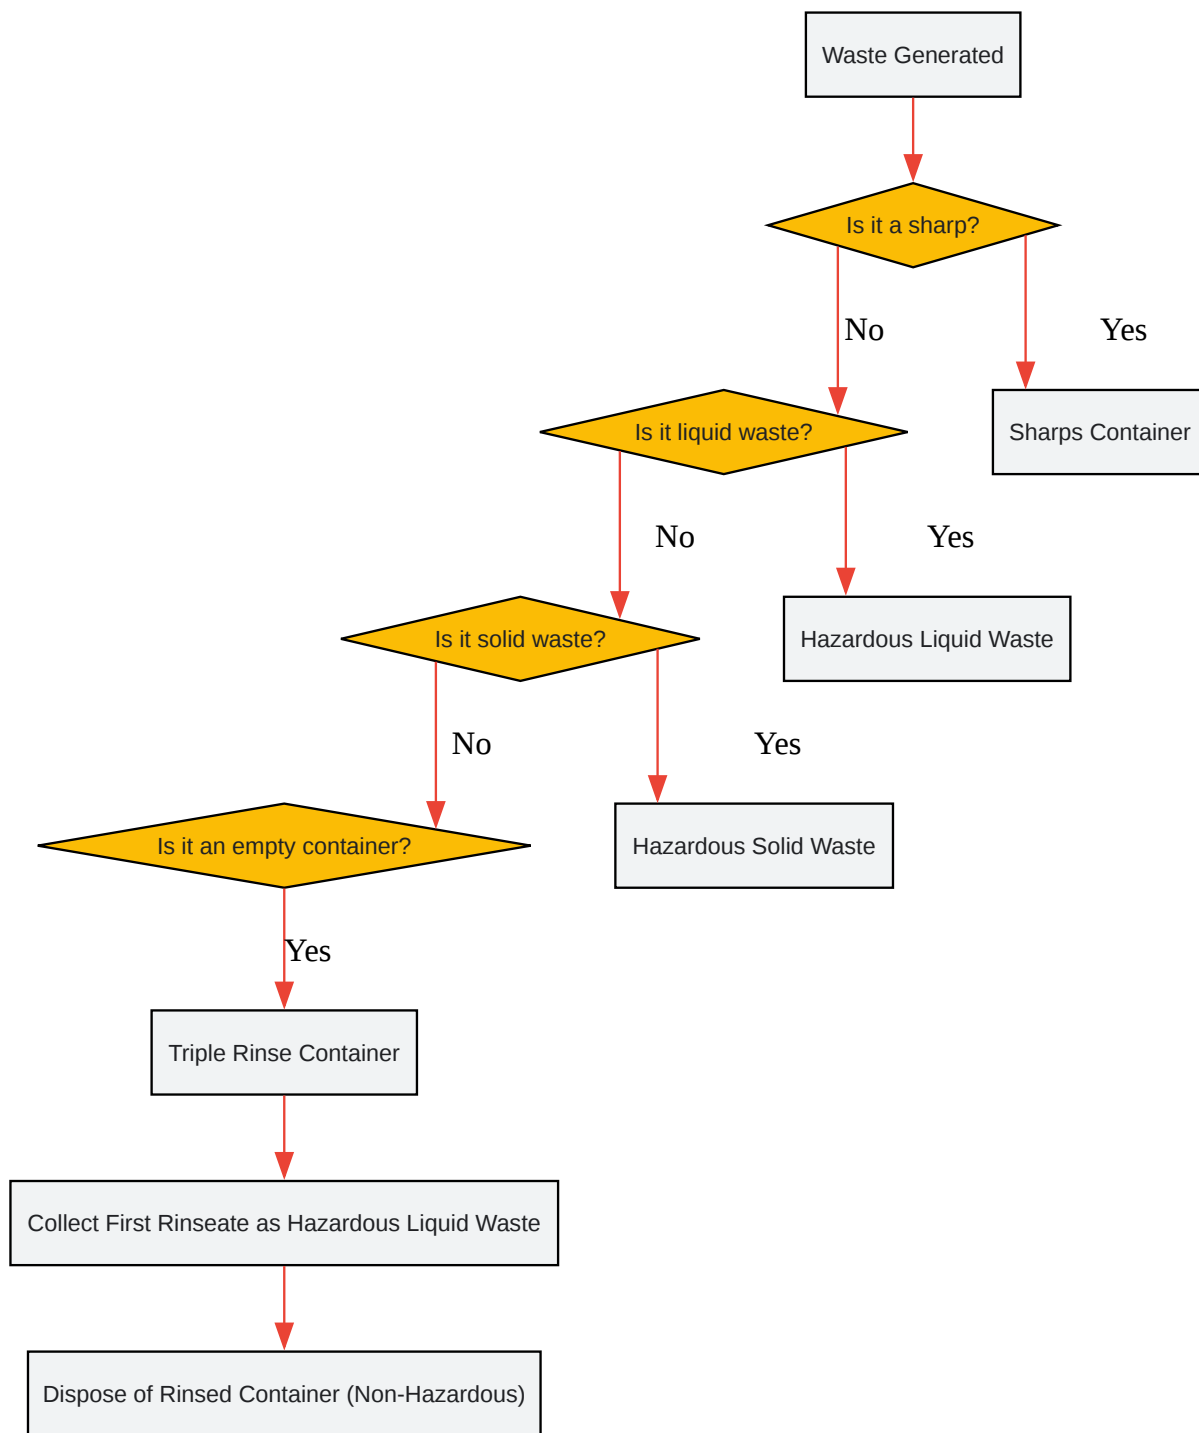 Waste Generated
Is it a sharp?
No
Yes
Is it liquid waste?
Sharps Container
No
Yes
Is it solid waste?
Hazardous Liquid Waste
No
Yes
Is it an empty container?
Hazardous Solid Waste
Yes
Triple Rinse Container
Collect First Rinseate as Hazardous Liquid Waste
Dispose of Rinsed Container (Non-Hazardous)